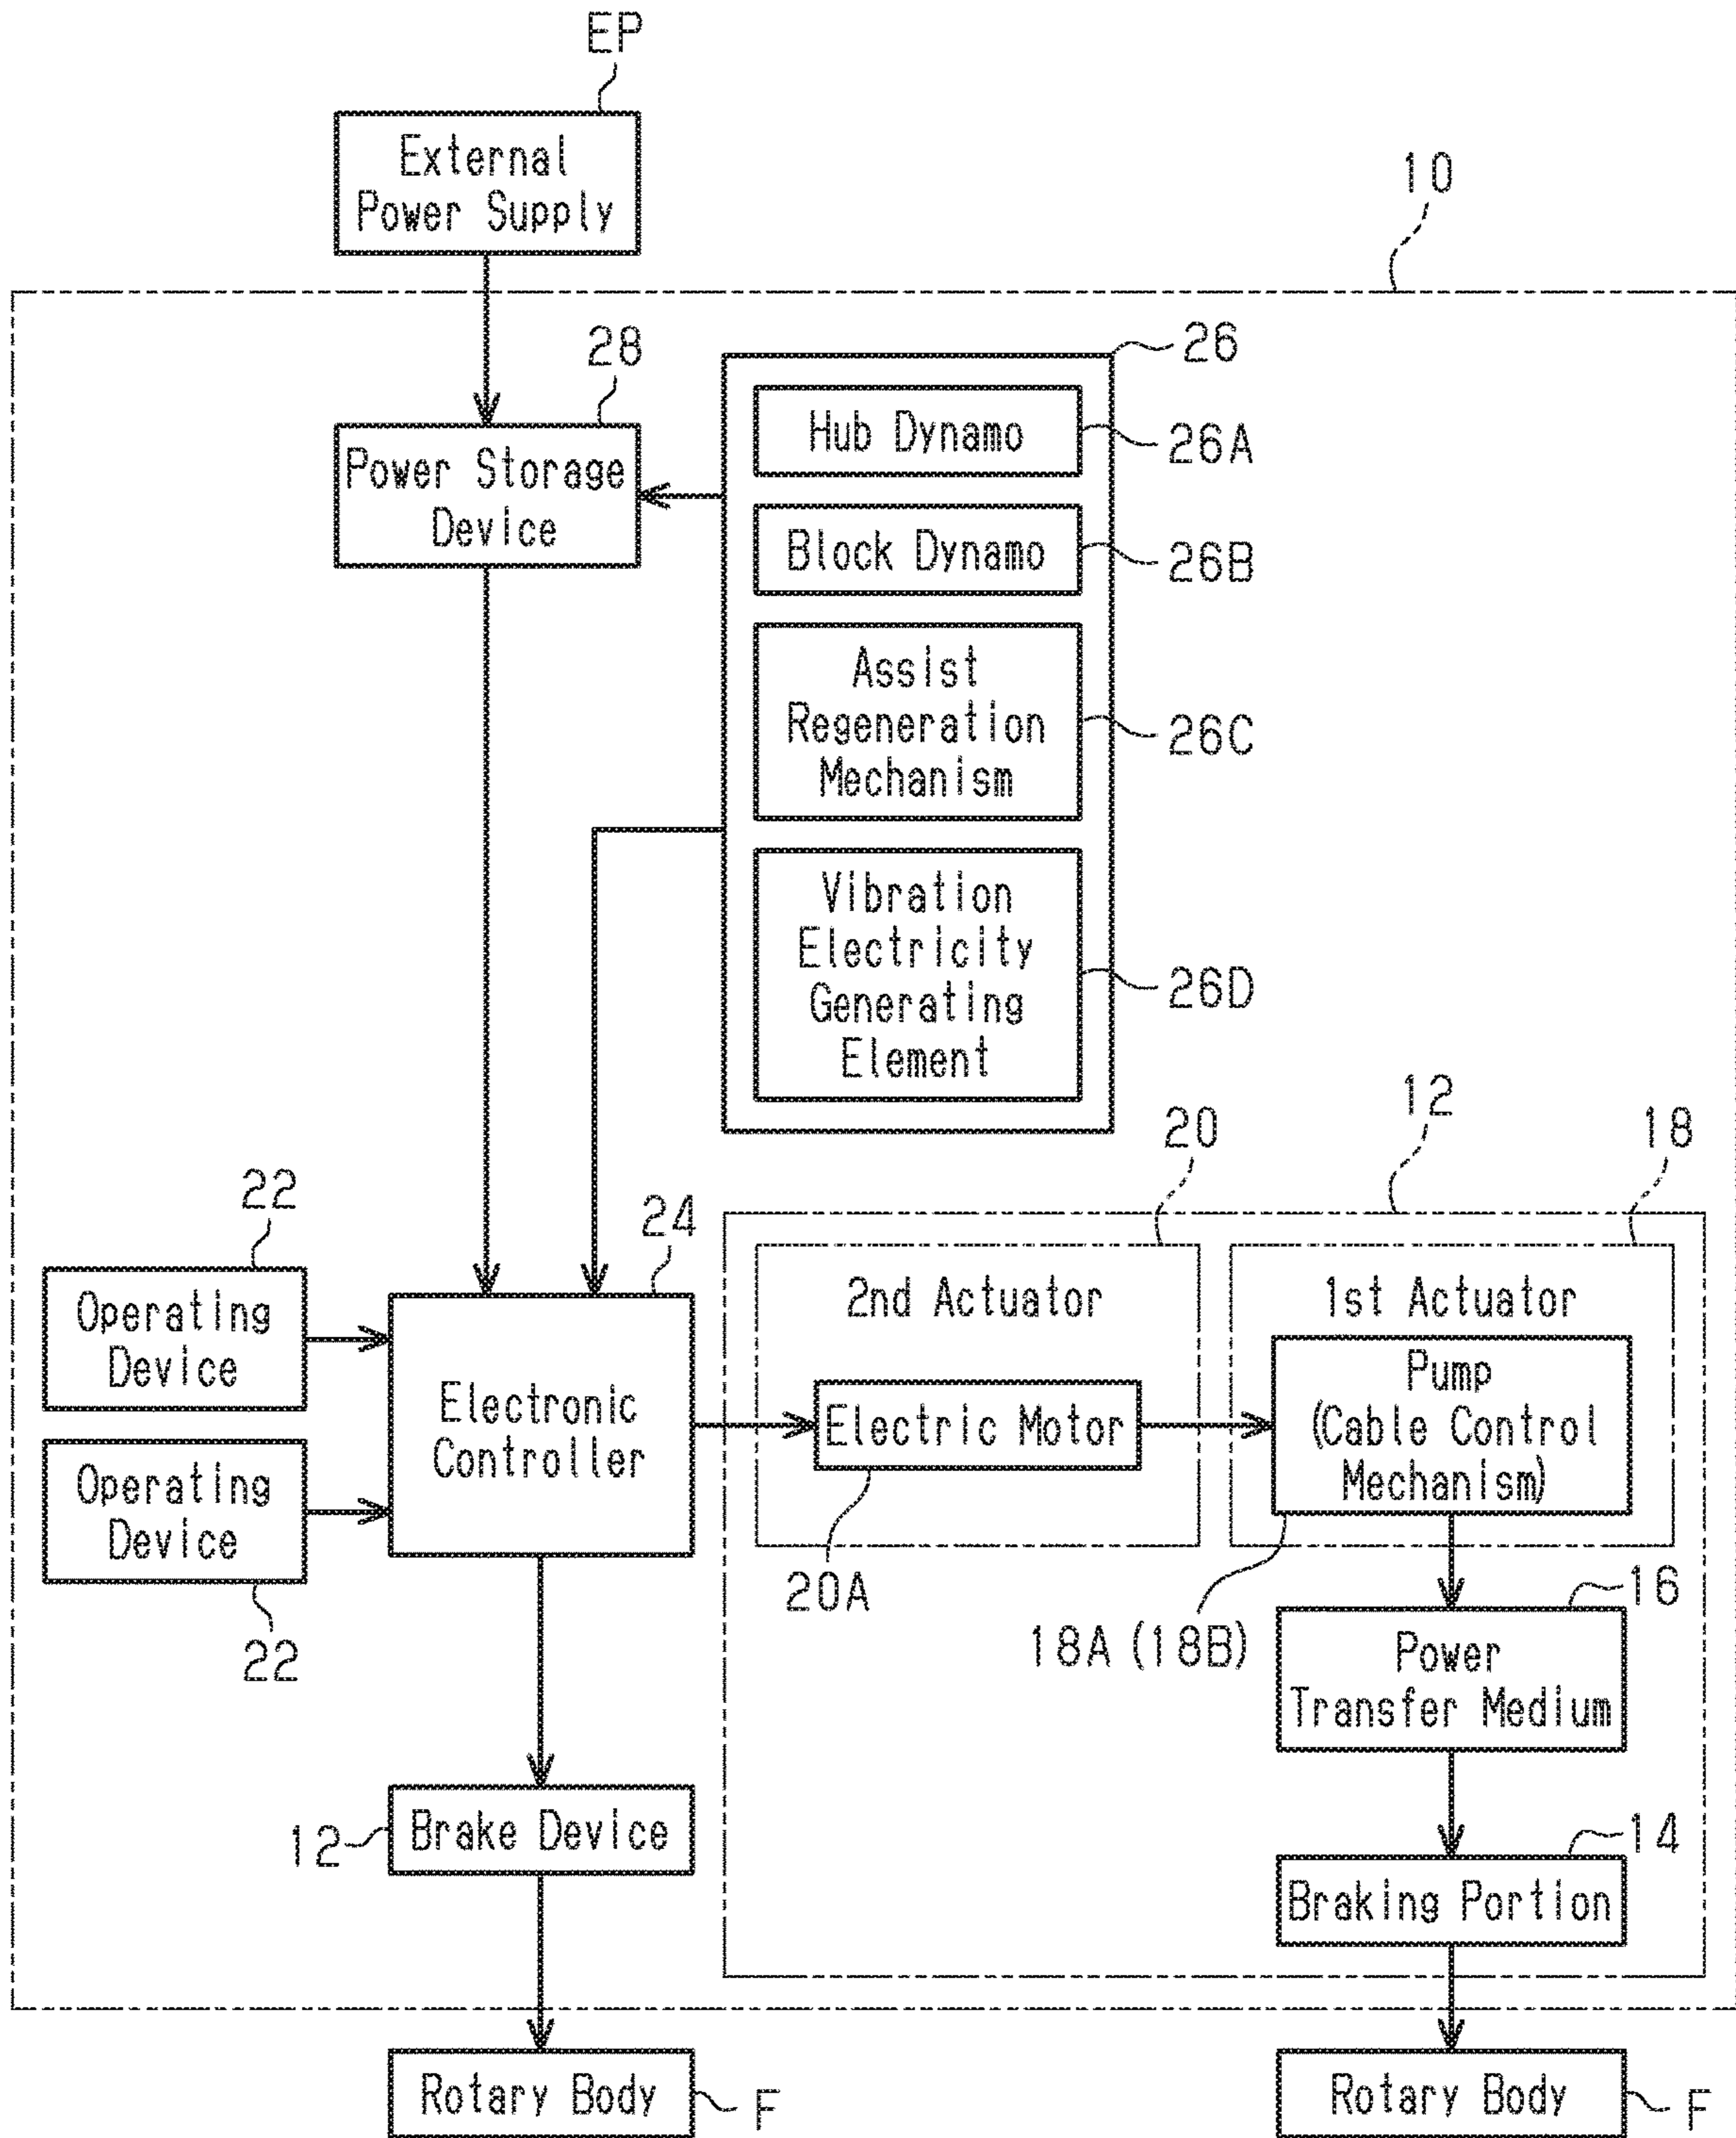 EP
External
Power Supply
10
28
Power Storage
Device
26
Hub Dynamo
26A
Block Dynamo
26B
Assist
Regeneration
Mechanism
26C
Vibration
Electricity
Generating
Element
26D
22
Operating
Device
Operating
Device
22
24
Electronic
Controller
20
12
18
2nd Actuator
Electric Motor
20A
1st Actuator
Pump
(Cable Control
Mechanism)
18A (18B)
16
Power
Transfer Medium
14
Braking Portion
12
Brake Device
Rotary Body
F
Rotary Body
F